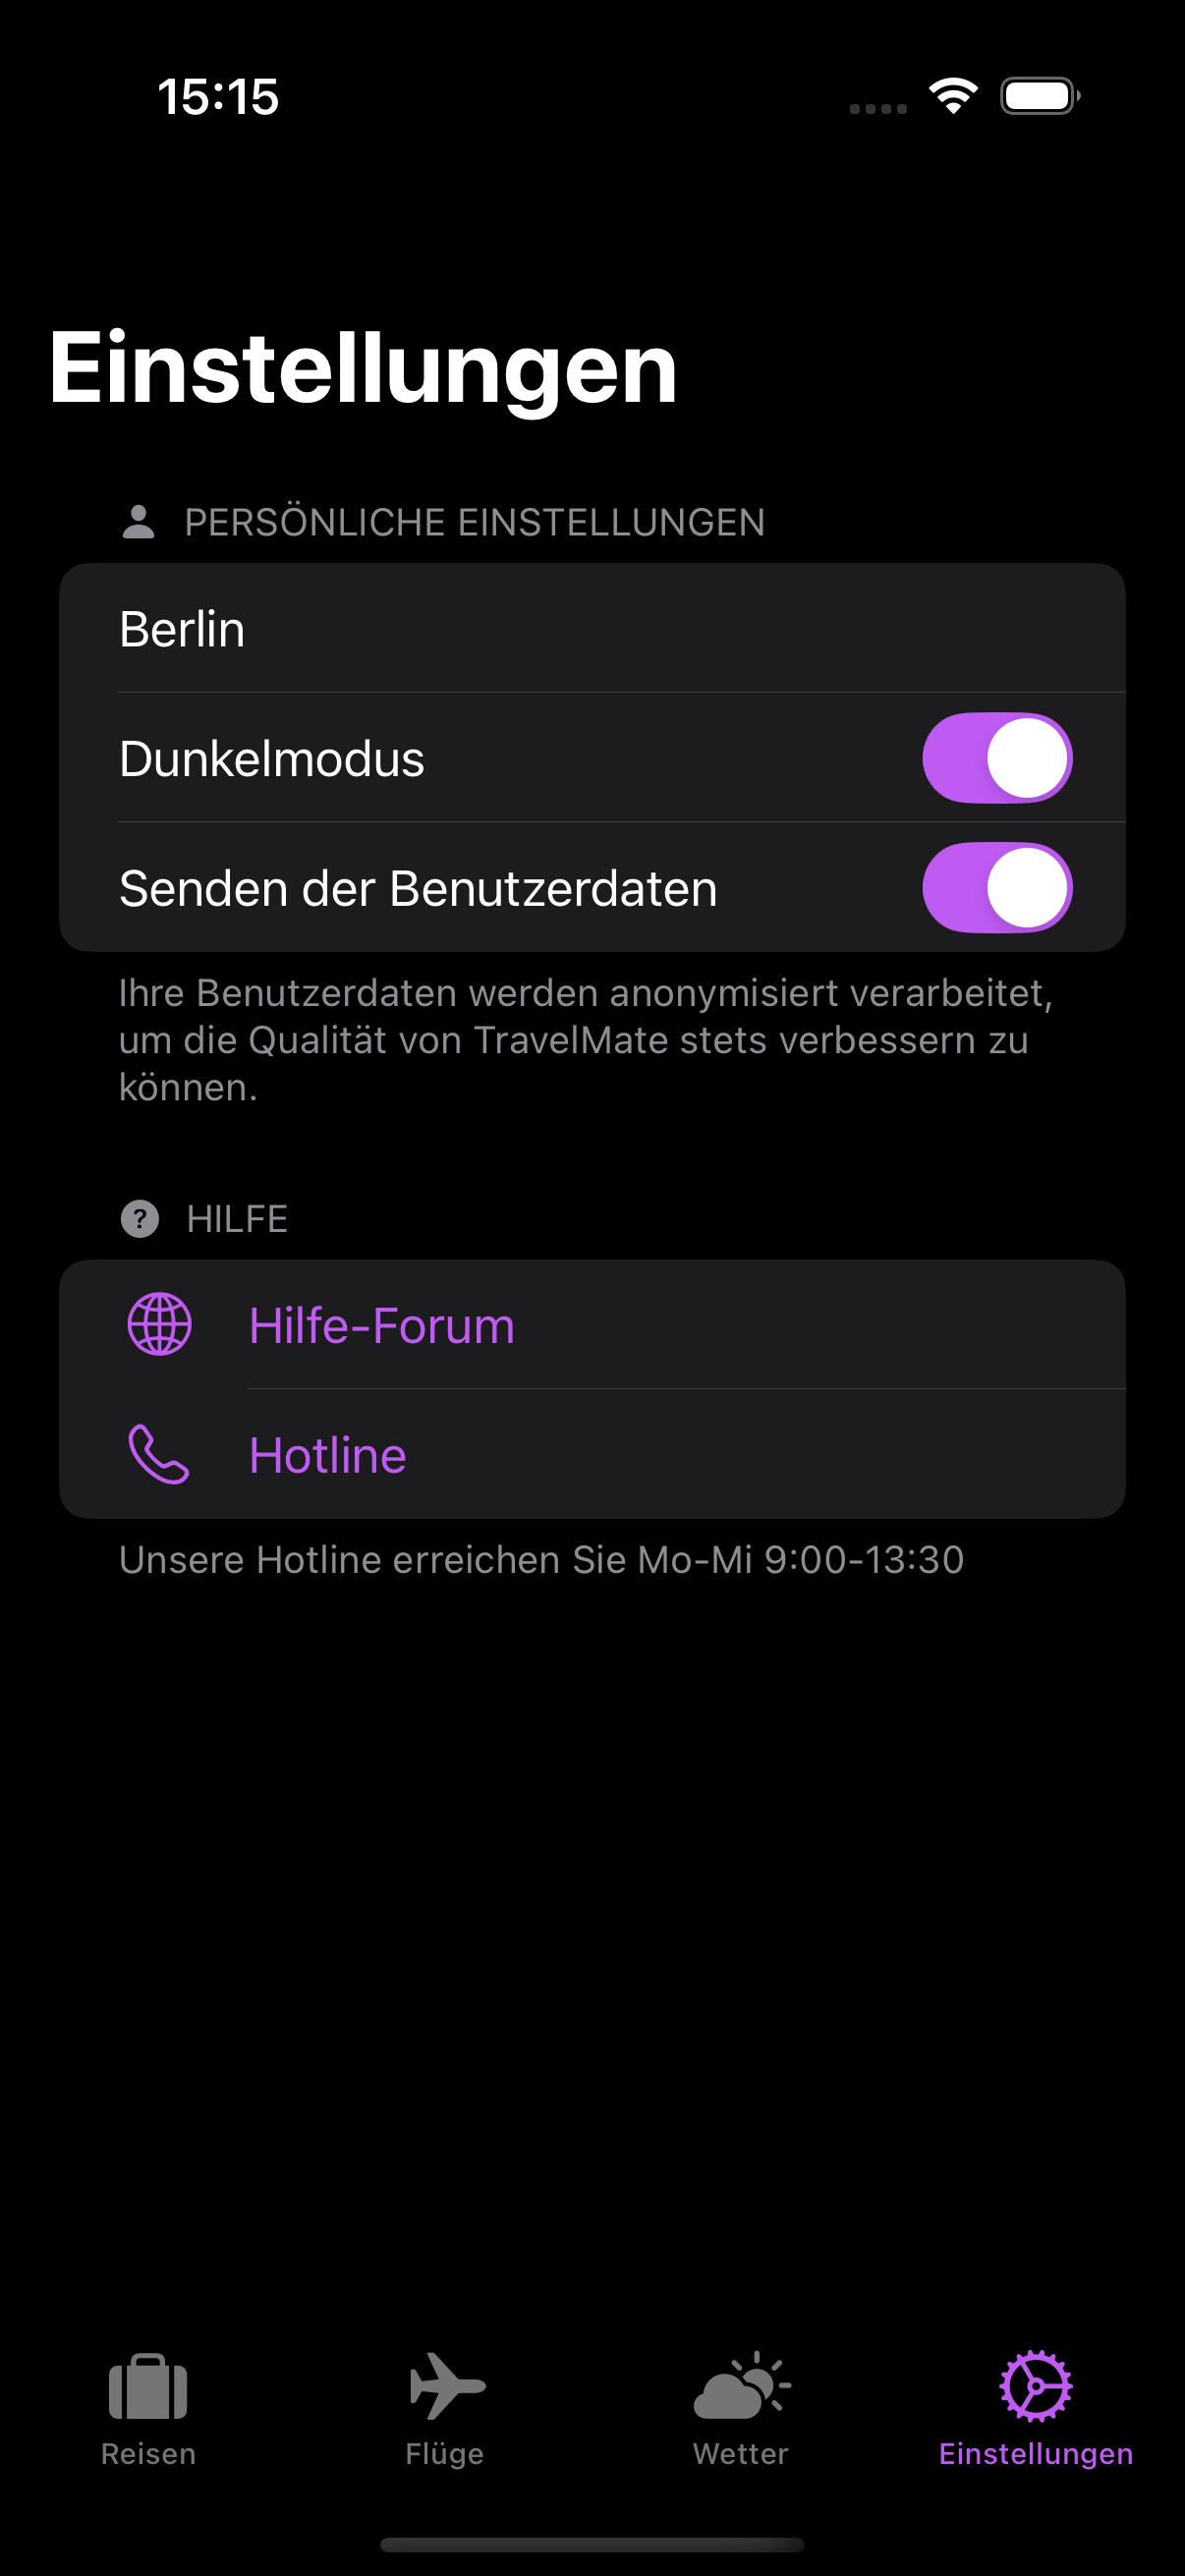 15:15
Einstellungen
PERSÖNLICHE EINSTELLUNGEN
Berlin
Dunkelmodus
Senden der Benutzerdaten
Ihre Benutzerdaten werden anonymisiert verarbeitet,
um die Qualität von TravelMate stets verbessern zu
können.
? HILFE
Hilfe-Forum
Hotline
Unsere Hotline erreichen Sie Mo-Mi 9:00-13:30
Reisen
Flüge
Wetter
Einstellungen